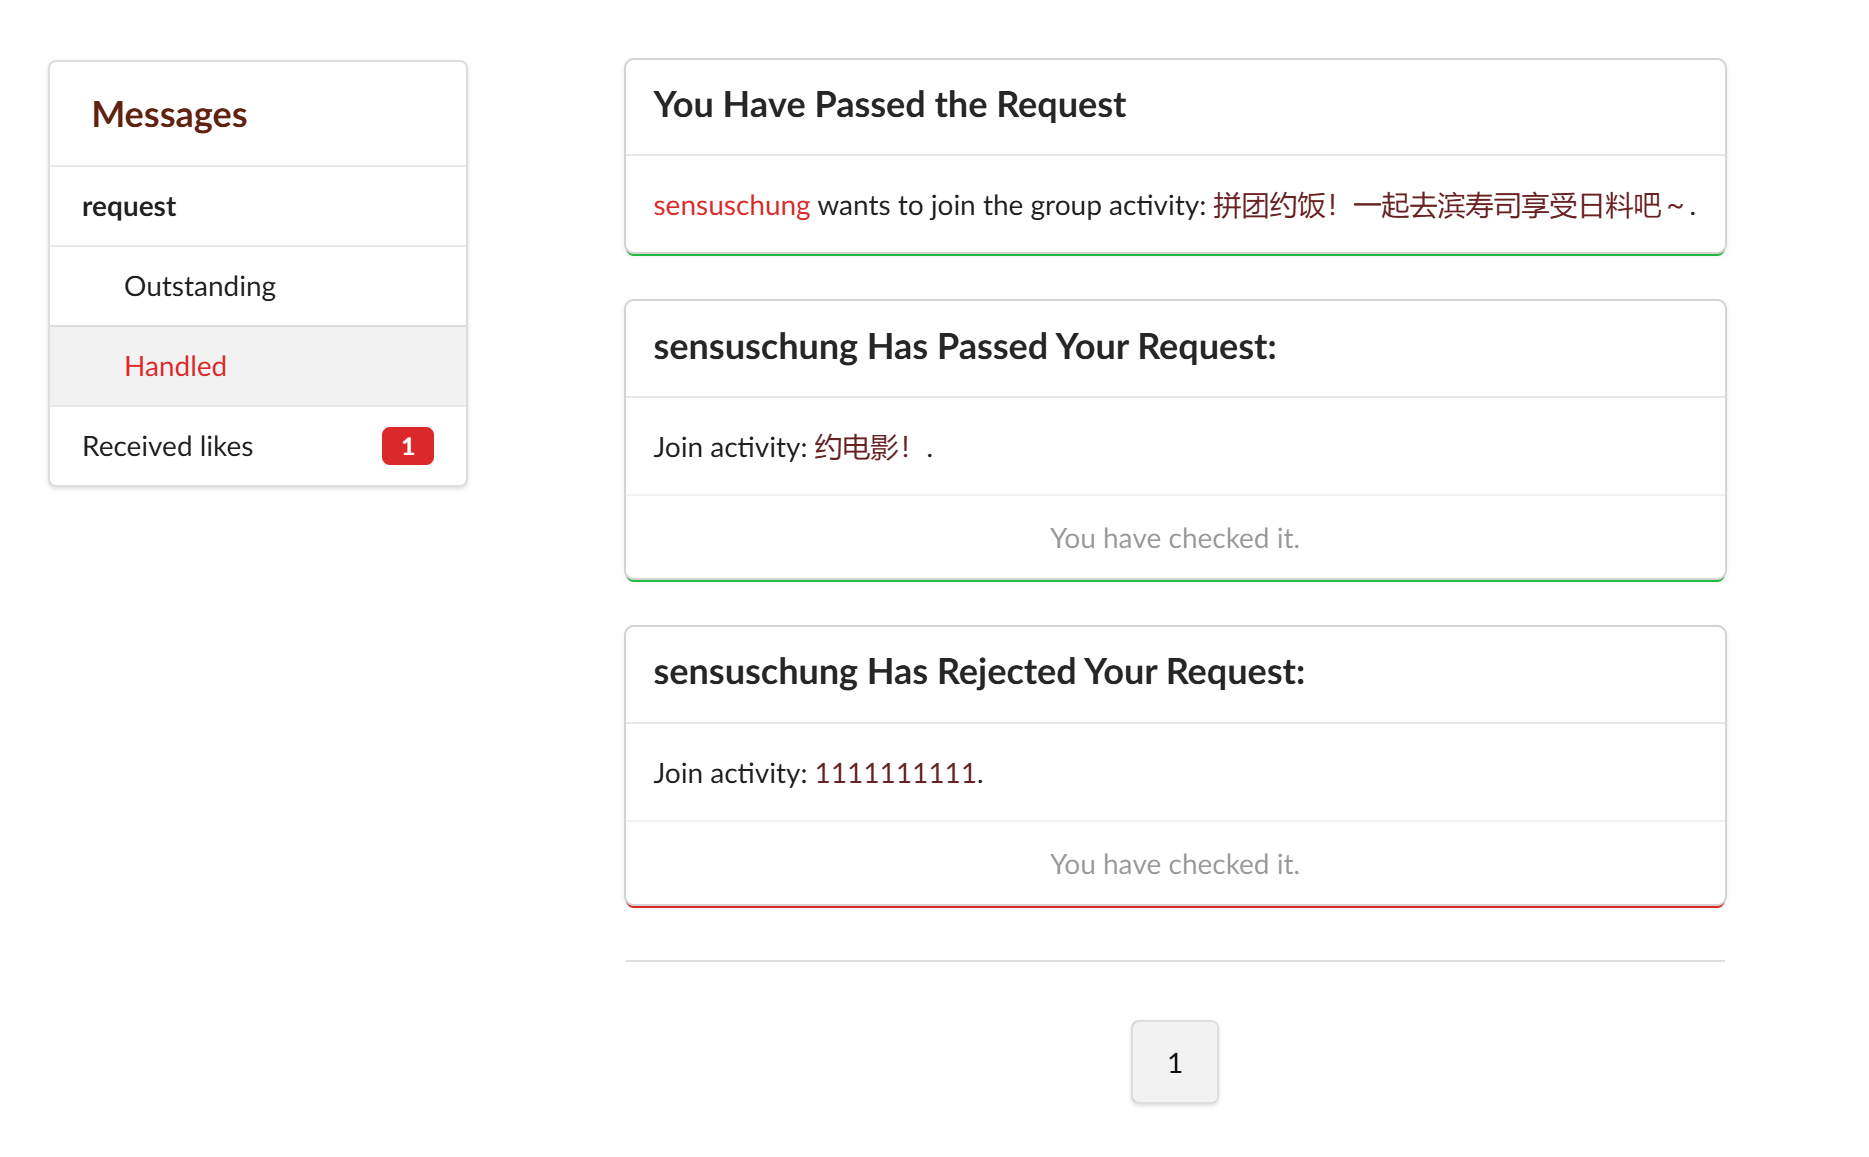 Messages
request
Outstanding
Handled
Received likes 1
You Have Passed the Request
sensuschung wants to join the group activity: 拼团约饭！一起去滨寿司享受日料吧～.
sensuschung Has Passed Your Request:
Join activity: 约电影！.
You have checked it.
sensuschung Has Rejected Your Request:
Join activity: 1111111111.
You have checked it.
1